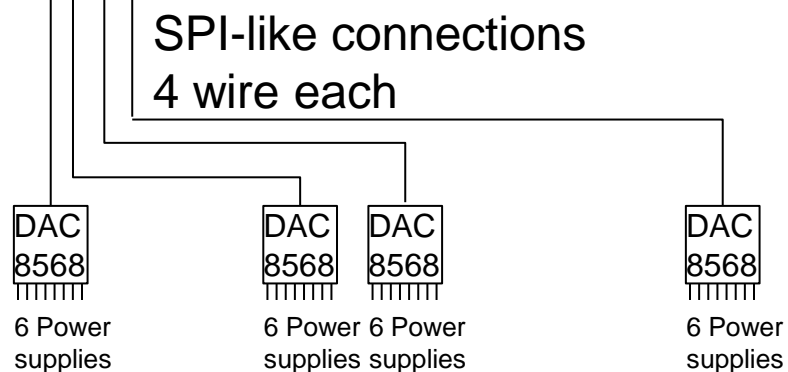 SPI-like connections
4 wire each
DAC
8568
6 Power
supplies
DAC
8568
6 Power
supplies
DAC
8568
6 Power
supplies
DAC
8568
6 Power
supplies